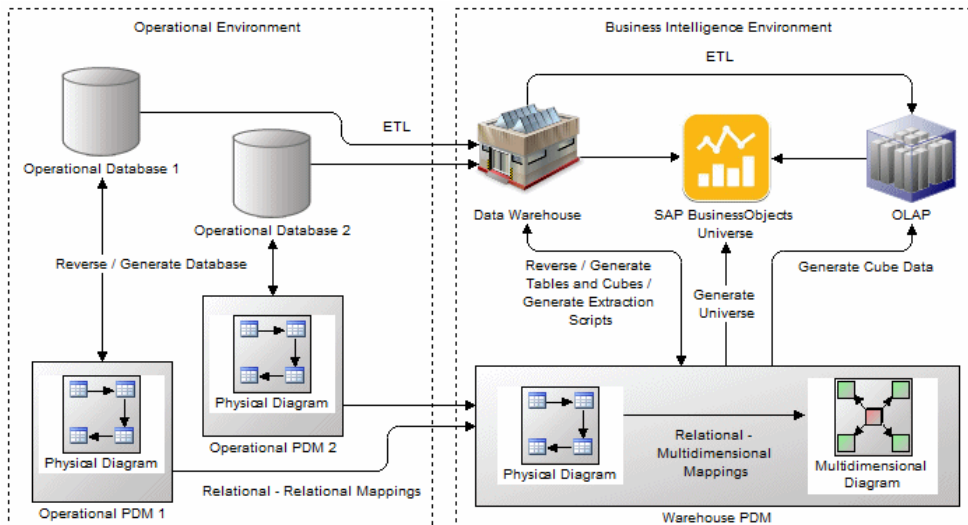 Operational Environment
Business Intelligence Environment
ETL
ETL
Operational Database 1
Operational Database 2
Data Warehouse
SAP BusinessObjects
Universe
OLAP
Reverse / Generate Database
Reverse / Generate
Tables and Cubes /
Generate Extraction
Scripts
Generate
Universe
Generate Cube Data
Physical Diagram
Operational PDM 2
Physical Diagram
Operational PDM 1
Relational - Relational Mappings
Physical Diagram
Relational -
Multidimensional
Mappings
Multidimensional
Diagram
Warehouse PDM